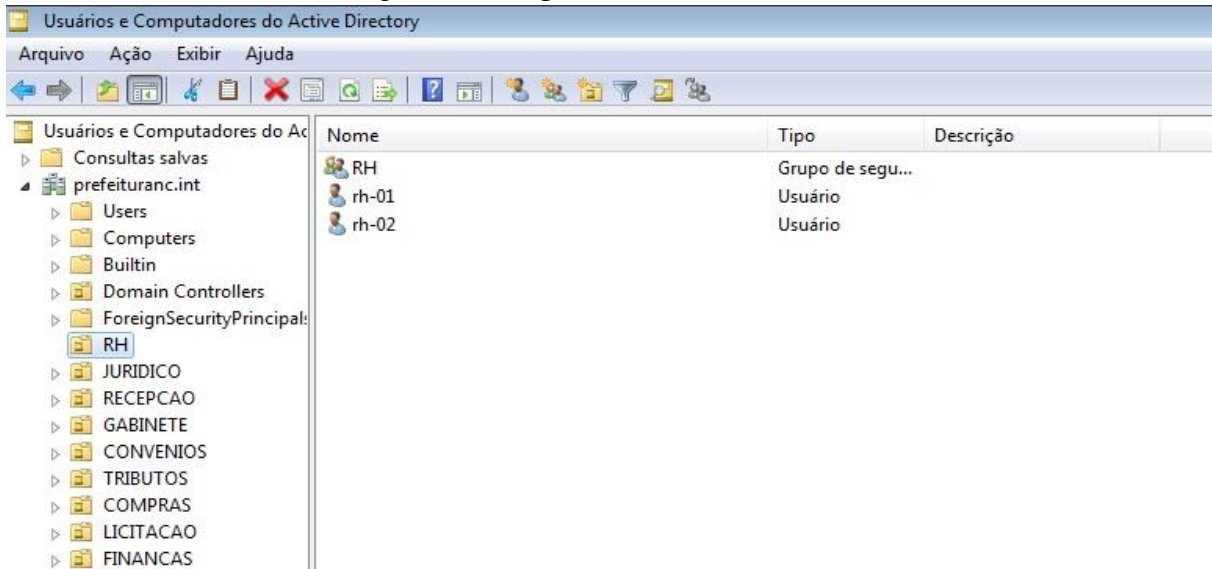 Usuários e Computadores do Active Directory
Arquivo Ação Exibir Ajuda
Usuários e Computadores do Ac
Consultas salvas
prefeituranc.int
Users
Computers
Builtin
Domain Controllers
ForeignSecurityPrincipals
RH
JURIDICO
RECEPCAO
GABINETE
CONVENIOS
TRIBUTOS
COMPRAS
LICITACAO
FINANCAS
Nome Tipo Descrição
RH Grupo de segu...
rh-01 Usuário
rh-02 Usuário